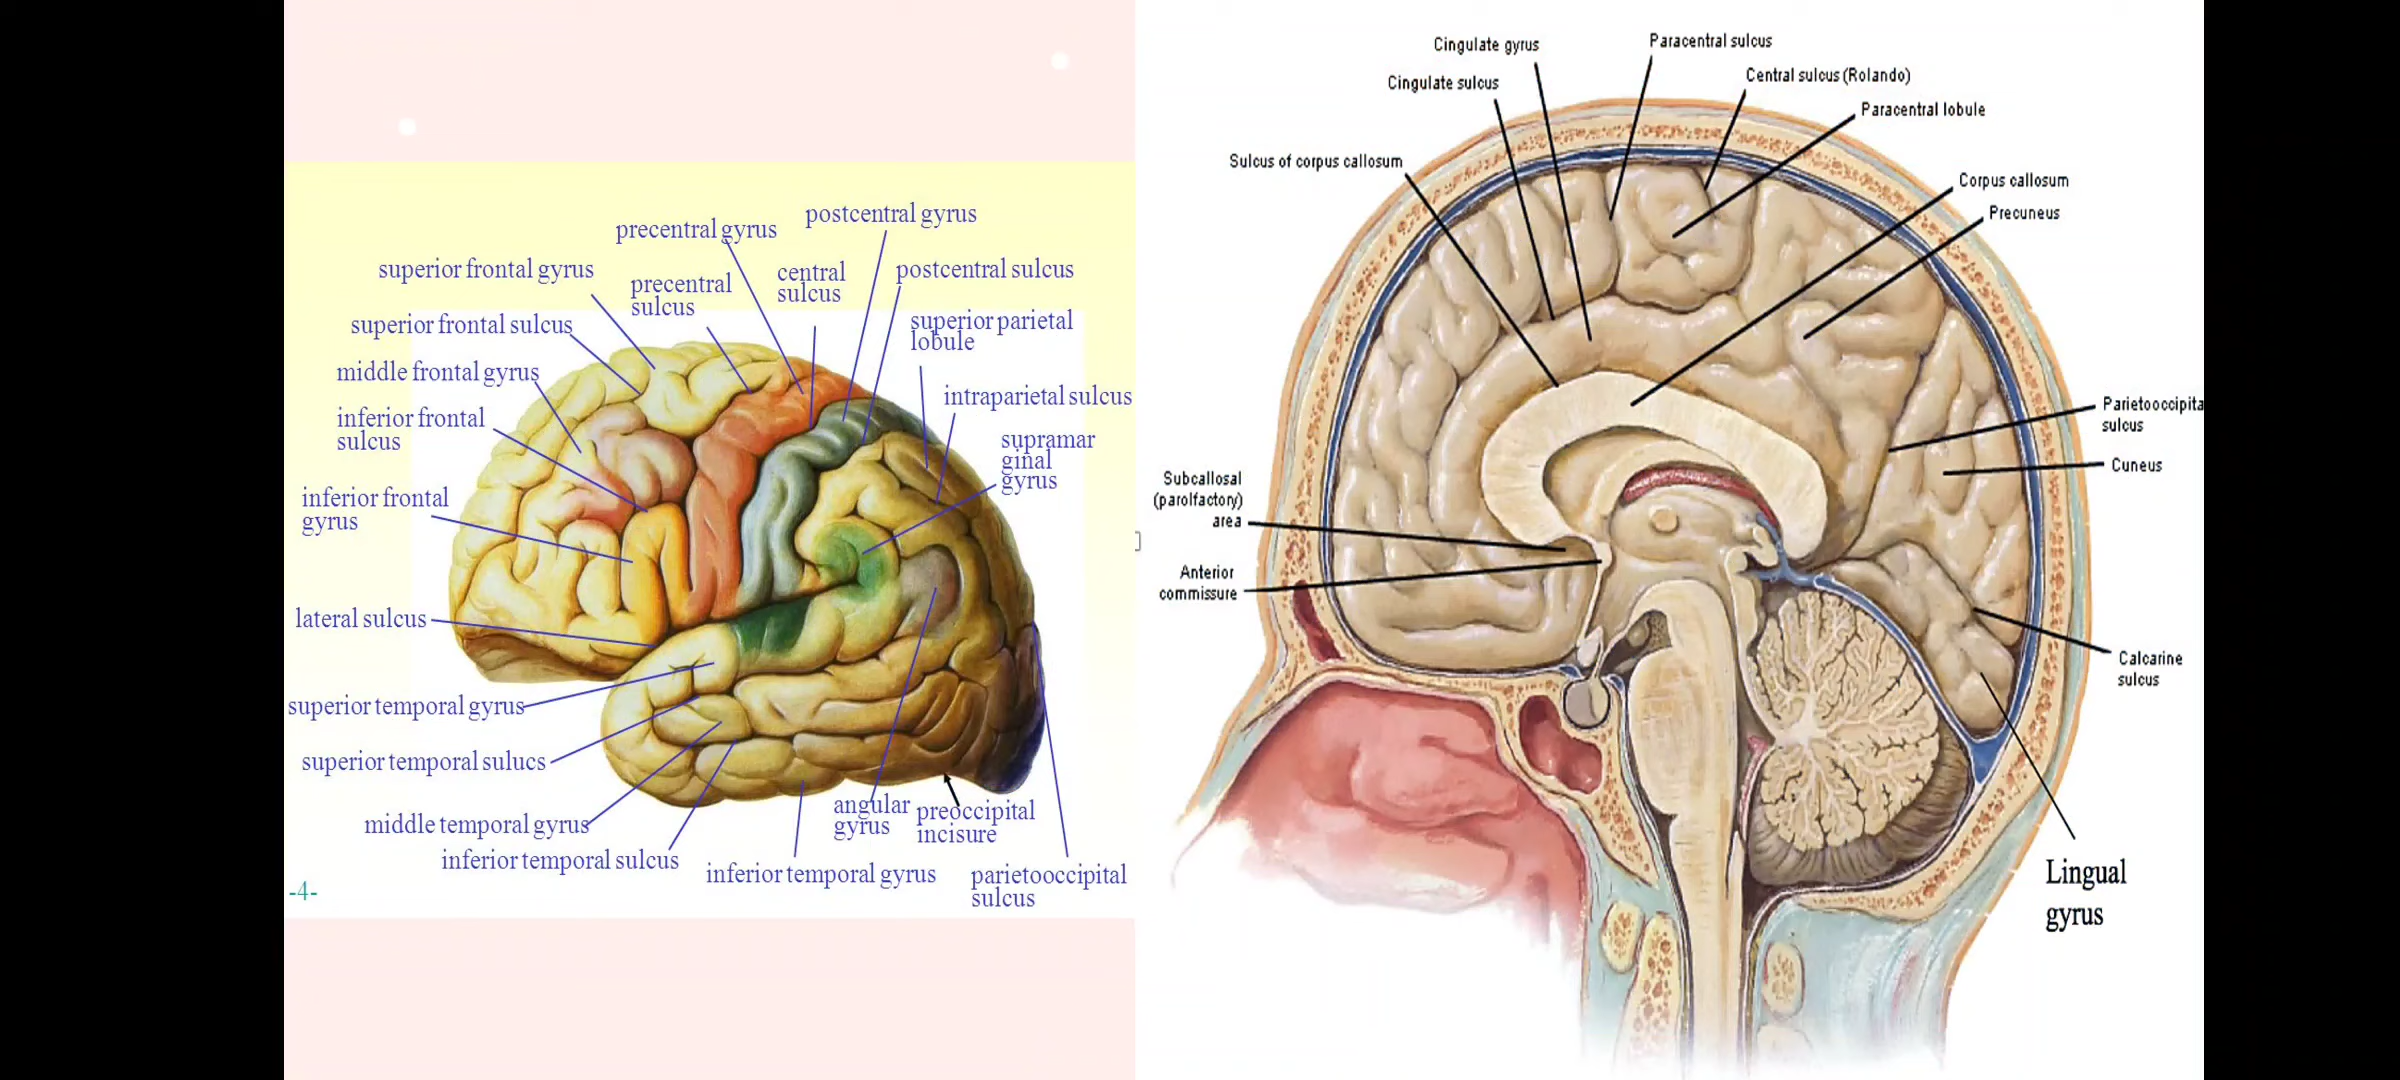 postcentral gyrus
precentral gyrus
superior frontal gyrus
precentral
sulcus
central
sulcus
postcentral sulcus
superior frontal sulcus
superior parietal
lobule
middle frontal gyrus
intraparietal sulcus
inferior frontal
sulcus
supramar
ginal
gyrus
inferior frontal
gyrus
lateral sulcus
superior temporal gyrus
superior temporal sulucs
middle temporal gyrus
inferior temporal sulcus
inferior temporal gyrus
angular
gyrus
preoccipital
incisure
parietooccipital
sulcus
-4-
Cingulate gyrus
Paracentral sulcus
Cingulate sulcus
Central sulcus (Rolando)
Paracentral lobule
Sulcus of corpus callosum
Corpus callosum
Precuneus
Parietooccipita
sulcus
Cuneus
Subcallosal
(parolfactory)
area
Anterior
commissure
Calcarine
sulcus
Lingual
gyrus